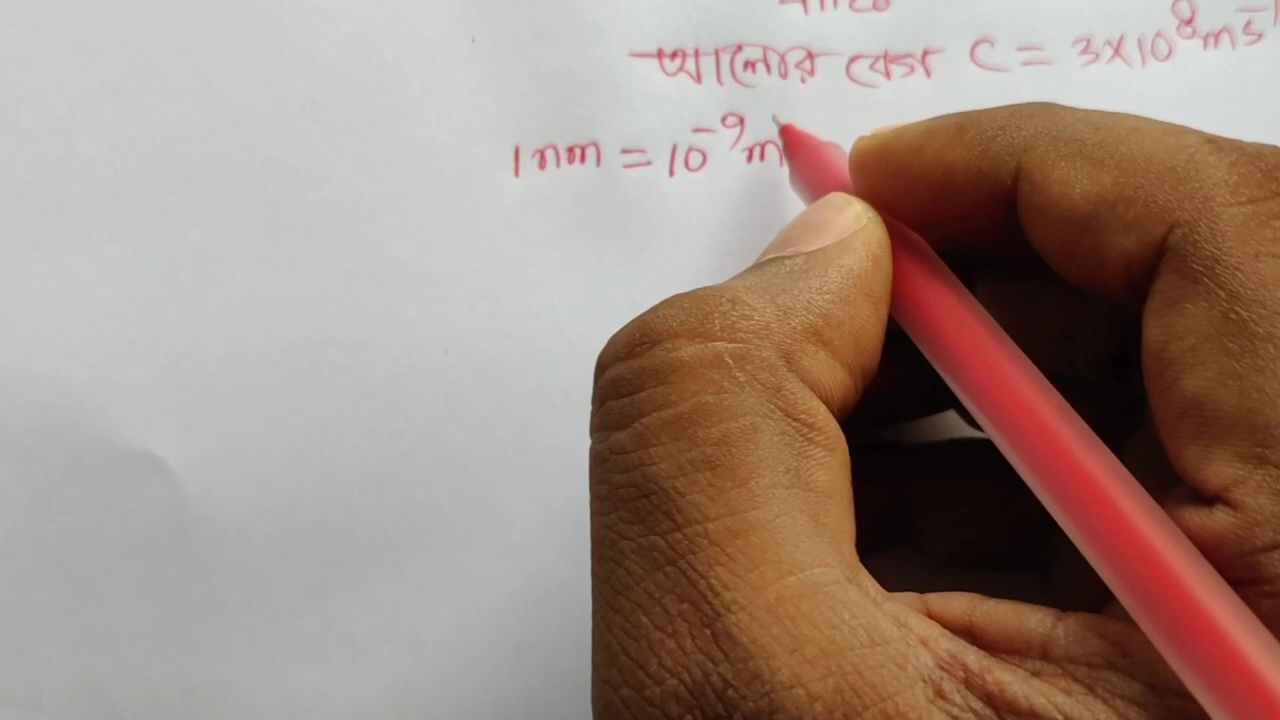 আলোর বেগ C = 3×10⁸ms⁻¹
1nm = 10⁻⁹m